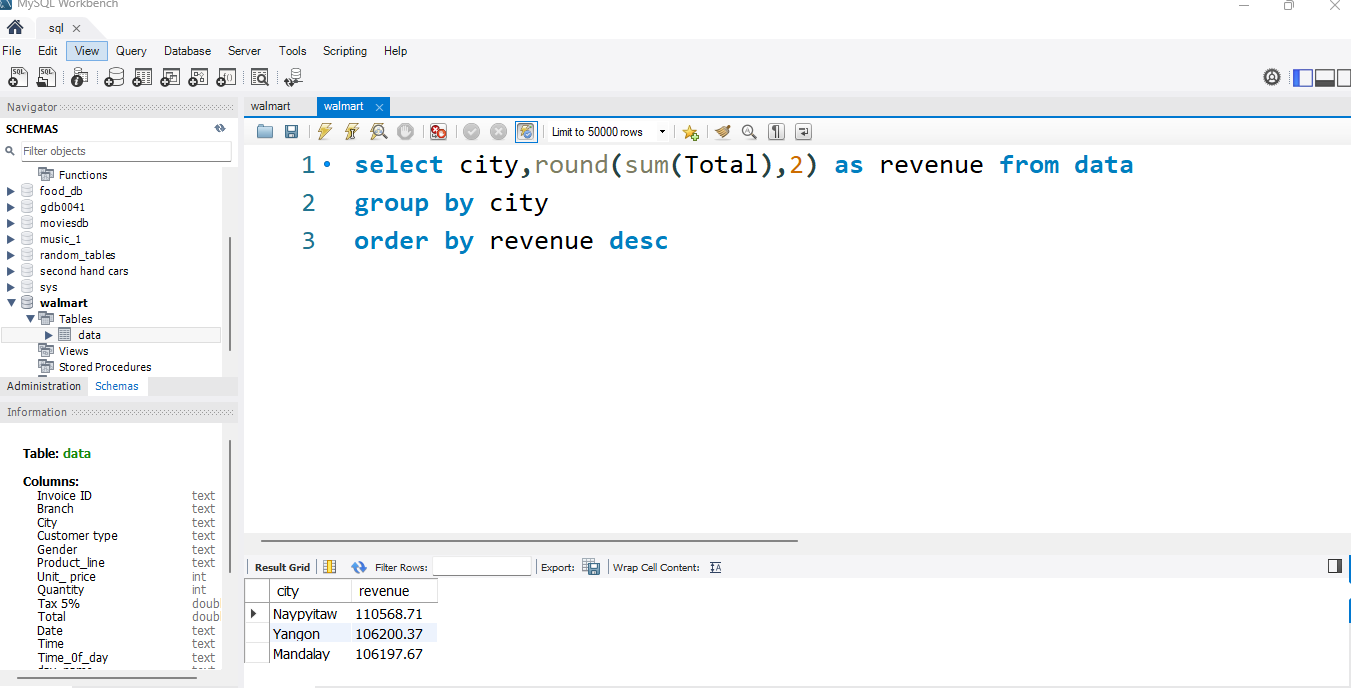 MySQL Workbench
sql
File Edit View Query Database Server Tools Scripting Help
Navigator
SCHEMAS
Filter objects
Functions
food_db
gdb0041
moviesdb
music_1
random_tables
second hand cars
sys
walmart
Tables
data
Views
Stored Procedures
Administration Schemas
Information
Table: data
Columns:
Invoice ID text
Branch text
City text
Customer type text
Gender text
Product_line text
Unit_ price int
Quantity int
Tax 5% doub
Total doub
Date text
Time text
Time_0f_day text
walmart walmart
Limit to 50000 rows
1 select city,round(sum(Total),2) as revenue from data
2 group by city
3 order by revenue desc
Result Grid Filter Rows: Export: Wrap Cell Content:
city revenue
Naypyitaw 110568.71
Yangon 106200.37
Mandalay 106197.67